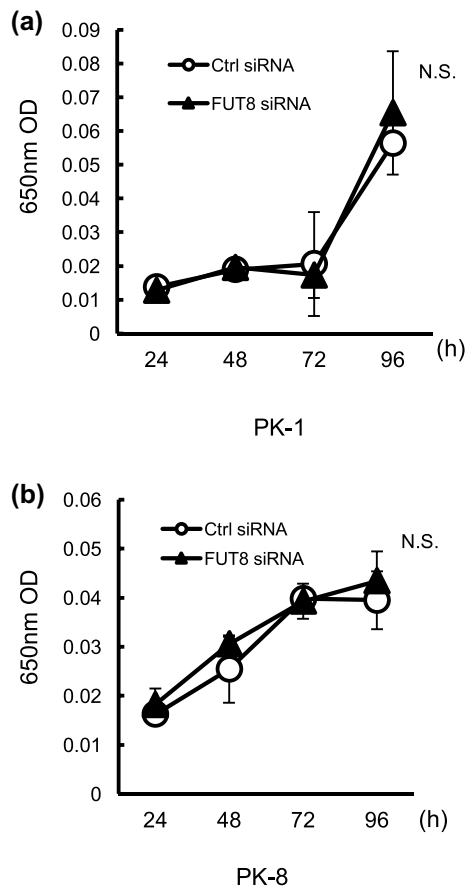 (a)
0.09
0.08
0.07
0.06
0.05
0.04
0.03
0.02
0.01
0
650nm OD
Ctrl siRNA
FUT8 siRNA
N.S.
24 48 72 96 (h)
PK-1
(b)
0.06
0.05
0.04
0.03
0.02
0.01
0
650nm OD
Ctrl siRNA
FUT8 siRNA
N.S.
24 48 72 96 (h)
PK-8